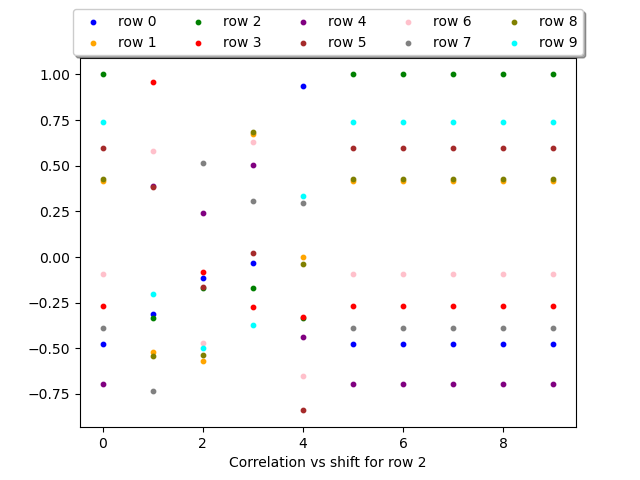 row 0 row 2 row 4 row 6 row 8
row 1 row 3 row 5 row 7 row 9
1.00
0.75
0.50
0.25
0.00
−0.25
−0.50
−0.75
0 2 4 6 8
Correlation vs shift for row 2